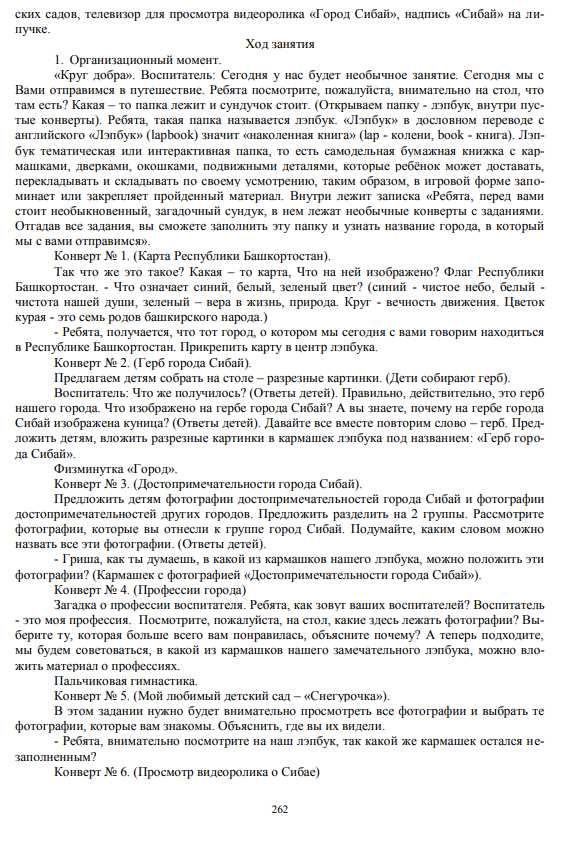 ских садов, телевизор для просмотра видеоролика «Город Сибай», надпись «Сибай» на ли-
пучке.
Ход занятия
1. Организационный момент.
«Круг добра». Воспитатель: Сегодня у нас будет необычное занятие. Сегодня мы с
Вами отправимся в путешествие. Ребята посмотрите, пожалуйста, внимательно на стол, что
там есть? Какая – то папка лежит и сундучок стоит. (Открываем папку - лэпбук, внутри пус-
тые конверты). Ребята, такая папка называется лэпбук. «Лэпбук» в дословном переводе с
английского «Лэпбук» (lapbook) значит «наколенная книга» (lap - колени, book - книга). Лэп-
бук тематическая или интерактивная папка, то есть самодельная бумажная книжка с кар-
машками, дверками, окошками, подвижными деталями, которые ребёнок может доставать,
перекладывать и складывать по своему усмотрению, таким образом, в игровой форме запо-
минает или закрепляет пройденный материал. Внутри лежит записка «Ребята, перед вами
стоит необыкновенный, загадочный сундук, в нем лежат необычные конверты с заданиями.
Отгадав все задания, вы сможете заполнить эту папку и узнать название города, в который
мы с вами отправимся».
Конверт № 1. (Карта Республики Башкортостан).
Так что же это такое? Какая – то карта, Что на ней изображено? Флаг Республики
Башкортостан. - Что означает синий, белый, зеленый цвет? (синий - чистое небо, белый -
чистота нашей души, зеленый – вера в жизнь, природа. Круг - вечность движения. Цветок
курая - это семь родов башкирского народа.)
- Ребята, получается, что тот город, о котором мы сегодня с вами говорим находиться
в Республике Башкортостан. Прикрепить карту в центр лэпбука.
Конверт № 2. (Герб города Сибай).
Предлагаем детям собрать на столе – разрезные картинки. (Дети собирают герб).
Воспитатель: Что же получилось? (Ответы детей). Правильно, действительно, это герб
нашего города. Что изображено на гербе города Сибай? А вы знаете, почему на гербе города
Сибай изображена куница? (Ответы детей). Давайте все вместе повторим слово – герб. Пред-
ложить детям, вложить разрезные картинки в кармашек лэпбука под названием: «Герб горо-
да Сибай».
Физминутка «Город».
Конверт № 3. (Достопримечательности города Сибай).
Предложить детям фотографии достопримечательностей города Сибай и фотографии
достопримечательностей других городов. Предложить разделить на 2 группы. Рассмотрите
фотографии, которые вы отнесли к группе город Сибай. Подумайте, каким словом можно
назвать все эти фотографии. (Ответы детей).
- Гриша, как ты думаешь, в какой из кармашков нашего лэпбука, можно положить эти
фотографии? (Кармашек с фотографией «Достопримечательности города Сибай»).
Конверт № 4. (Профессии города)
Загадка о профессии воспитателя. Ребята, как зовут ваших воспитателей? Воспитатель
- это моя профессия. Посмотрите, пожалуйста, на стол, какие здесь лежать фотографии? Вы-
берите ту, которая больше всего вам понравилась, объясните почему? А теперь подходите,
мы будем советоваться, в какой из кармашков нашего замечательного лэпбука, можно вло-
жить материал о профессиях.
Пальчиковая гимнастика.
Конверт № 5. (Мой любимый детский сад – «Снегурочка»).
В этом задании нужно будет внимательно просмотреть все фотографии и выбрать те
фотографии, которые вам знакомы. Объяснить, где вы их видели.
- Ребята, внимательно посмотрите на наш лэпбук, так какой же кармашек остался не-
заполненным?
Конверт № 6. (Просмотр видеоролика о Сибае)
262